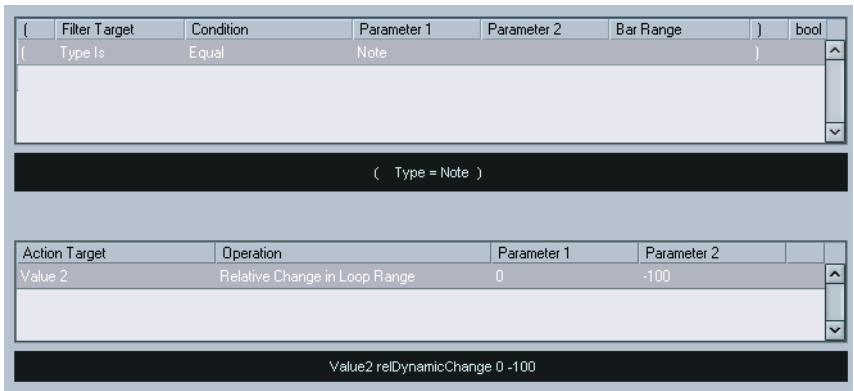 ( Filter Target Condition Parameter 1 Parameter 2 Bar Range ) bool
( Type Is Equal Note )
( Type = Note )
Action Target Operation Parameter 1 Parameter 2
Value 2 Relative Change in Loop Range 0 -100
Value2 relDynamicChange 0 -100